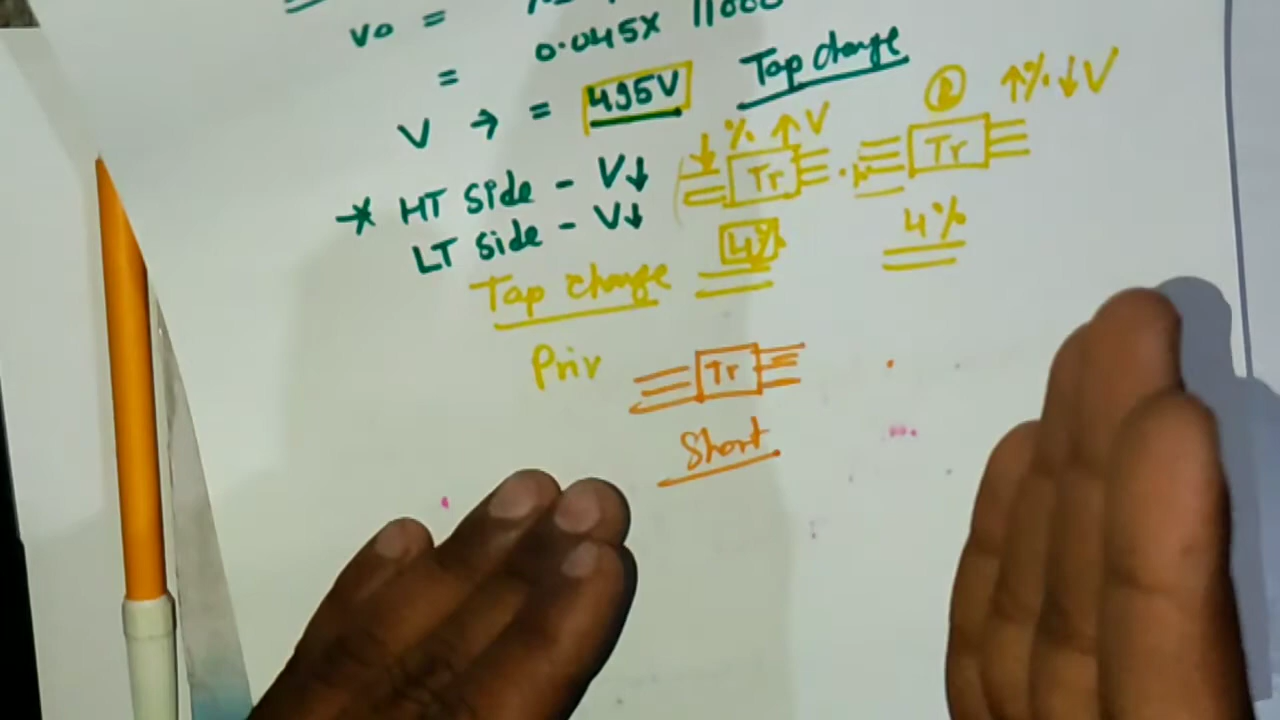 Vo =
= 0.045X 11000
V → = 495V
Tap change
* HT Side - V↓
LT Side - V↓
↓ % ↑ V
Tr
4%
② ↑% ↓V
Tr
4%
Tap change
Priv
Tr
Short